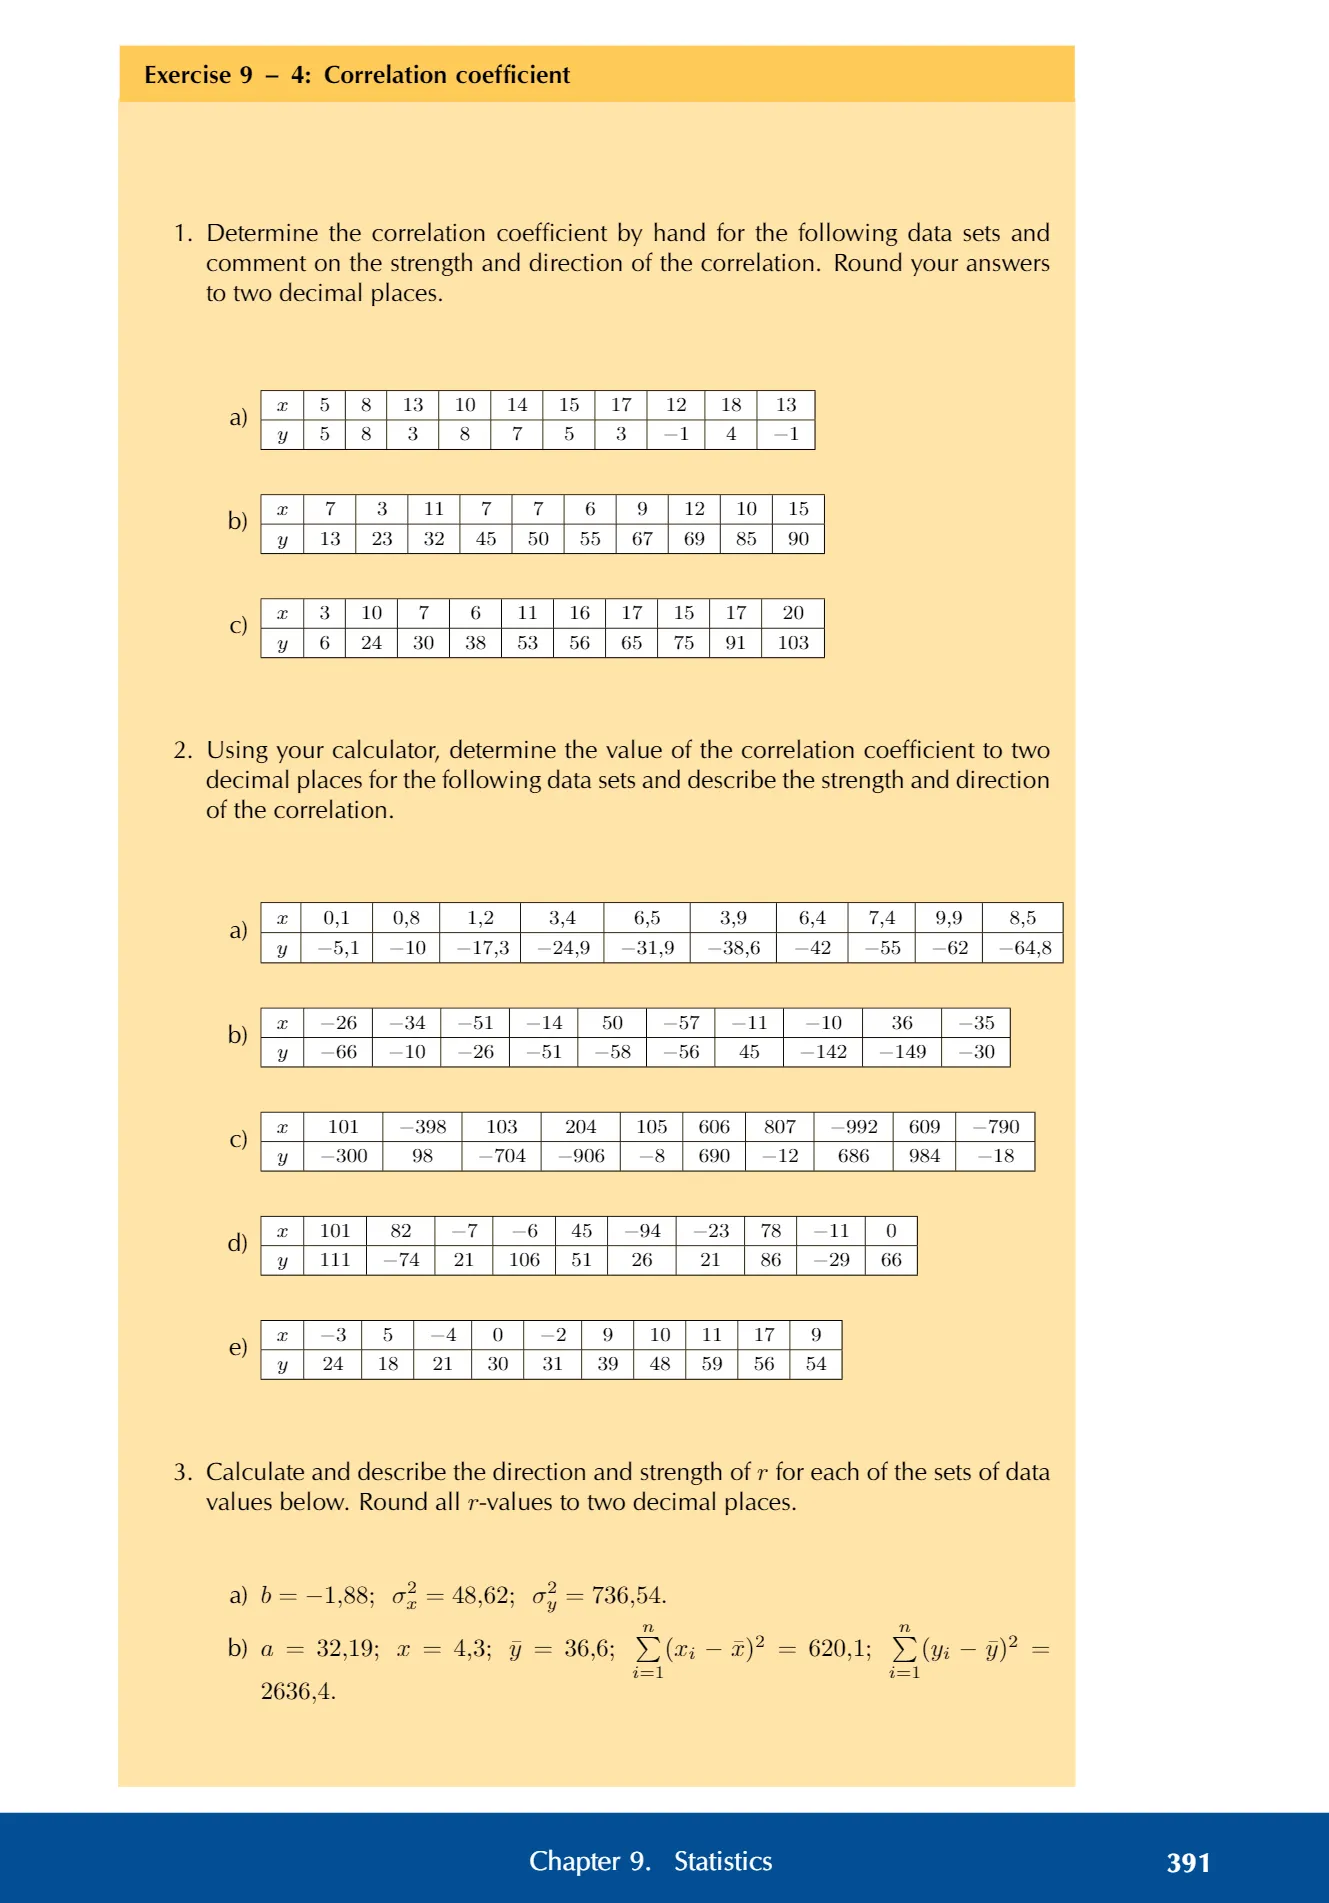 Exercise 9 – 4: Correlation coefficient
1. Determine the correlation coefficient by hand for the following data sets and
comment on the strength and direction of the correlation. Round your answers
to two decimal places.
a)
x 5 8 13 10 14 15 17 12 18 13
y 5 8 3 8 7 5 3 −1 4 −1
b)
x 7 3 11 7 7 6 9 12 10 15
y 13 23 32 45 50 55 67 69 85 90
c)
x 3 10 7 6 11 16 17 15 17 20
y 6 24 30 38 53 56 65 75 91 103
2. Using your calculator, determine the value of the correlation coefficient to two
decimal places for the following data sets and describe the strength and direction
of the correlation.
a)
x 0,1 0,8 1,2 3,4 6,5 3,9 6,4 7,4 9,9 8,5
y −5,1 −10 −17,3 −24,9 −31,9 −38,6 −42 −55 −62 −64,8
b)
x −26 −34 −51 −14 50 −57 −11 −10 36 −35
y −66 −10 −26 −51 −58 −56 45 −142 −149 −30
c)
x 101 −398 103 204 105 606 807 −992 609 −790
y −300 98 −704 −906 −8 690 −12 686 984 −18
d)
x 101 82 −7 −6 45 −94 −23 78 −11 0
y 111 −74 21 106 51 26 21 86 −29 66
e)
x −3 5 −4 0 −2 9 10 11 17 9
y 24 18 21 30 31 39 48 59 56 54
3. Calculate and describe the direction and strength of r for each of the sets of data
values below. Round all r-values to two decimal places.
a) b = −1,88; σ²ₓ = 48,62; σ²ᵧ = 736,54.
b) a = 32,19; x = 4,3; ȳ = 36,6; ∑ⁿᵢ₌₁(xᵢ − x̄)² = 620,1; ∑ⁿᵢ₌₁(yᵢ − ȳ)² =
2636,4.
Chapter 9. Statistics 391